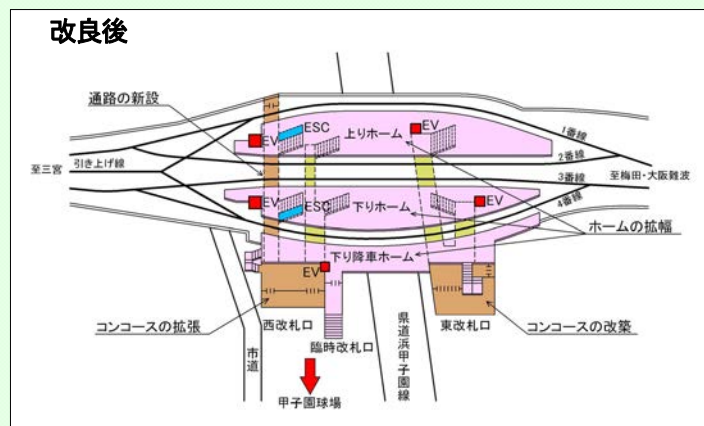 改良後
通路の新設
ESC
EV
上りホーム
EV
1番線
2番線
至三宮
引き上げ線
3番線
至梅田・大阪難波
4番線
EV
ESC
下りホーム
EV
ホームの拡幅
下り降車ホーム
EV
コンコースの拡張
西改札口
臨時改札口
県道浜甲子園線
東改札口
コンコースの改築
市道
甲子園球場